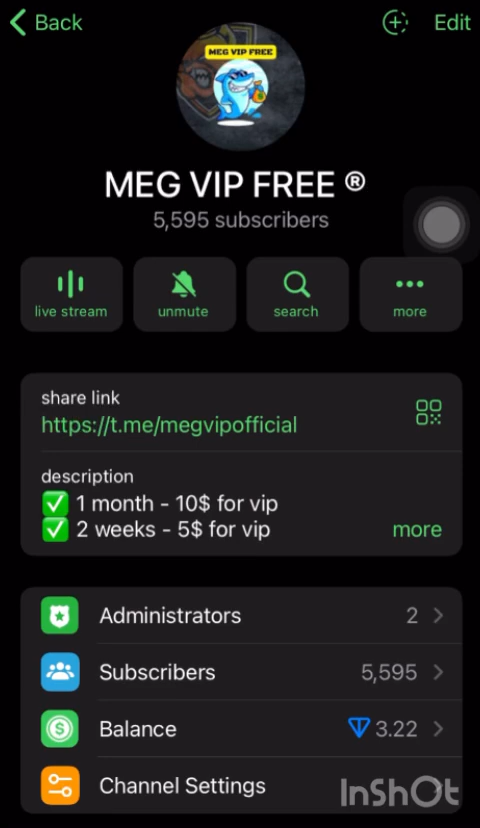 Back
Edit
MEG VIP FREE
MEG VIP FREE ®
5,595 subscribers
live stream
unmute
search
more
share link
https://t.me/megvipofficial
description
✅ 1 month - 10$ for vip
✅ 2 weeks - 5$ for vip
more
Administrators 2
Subscribers 5,595
Balance 3.22
Channel Settings
InShOt